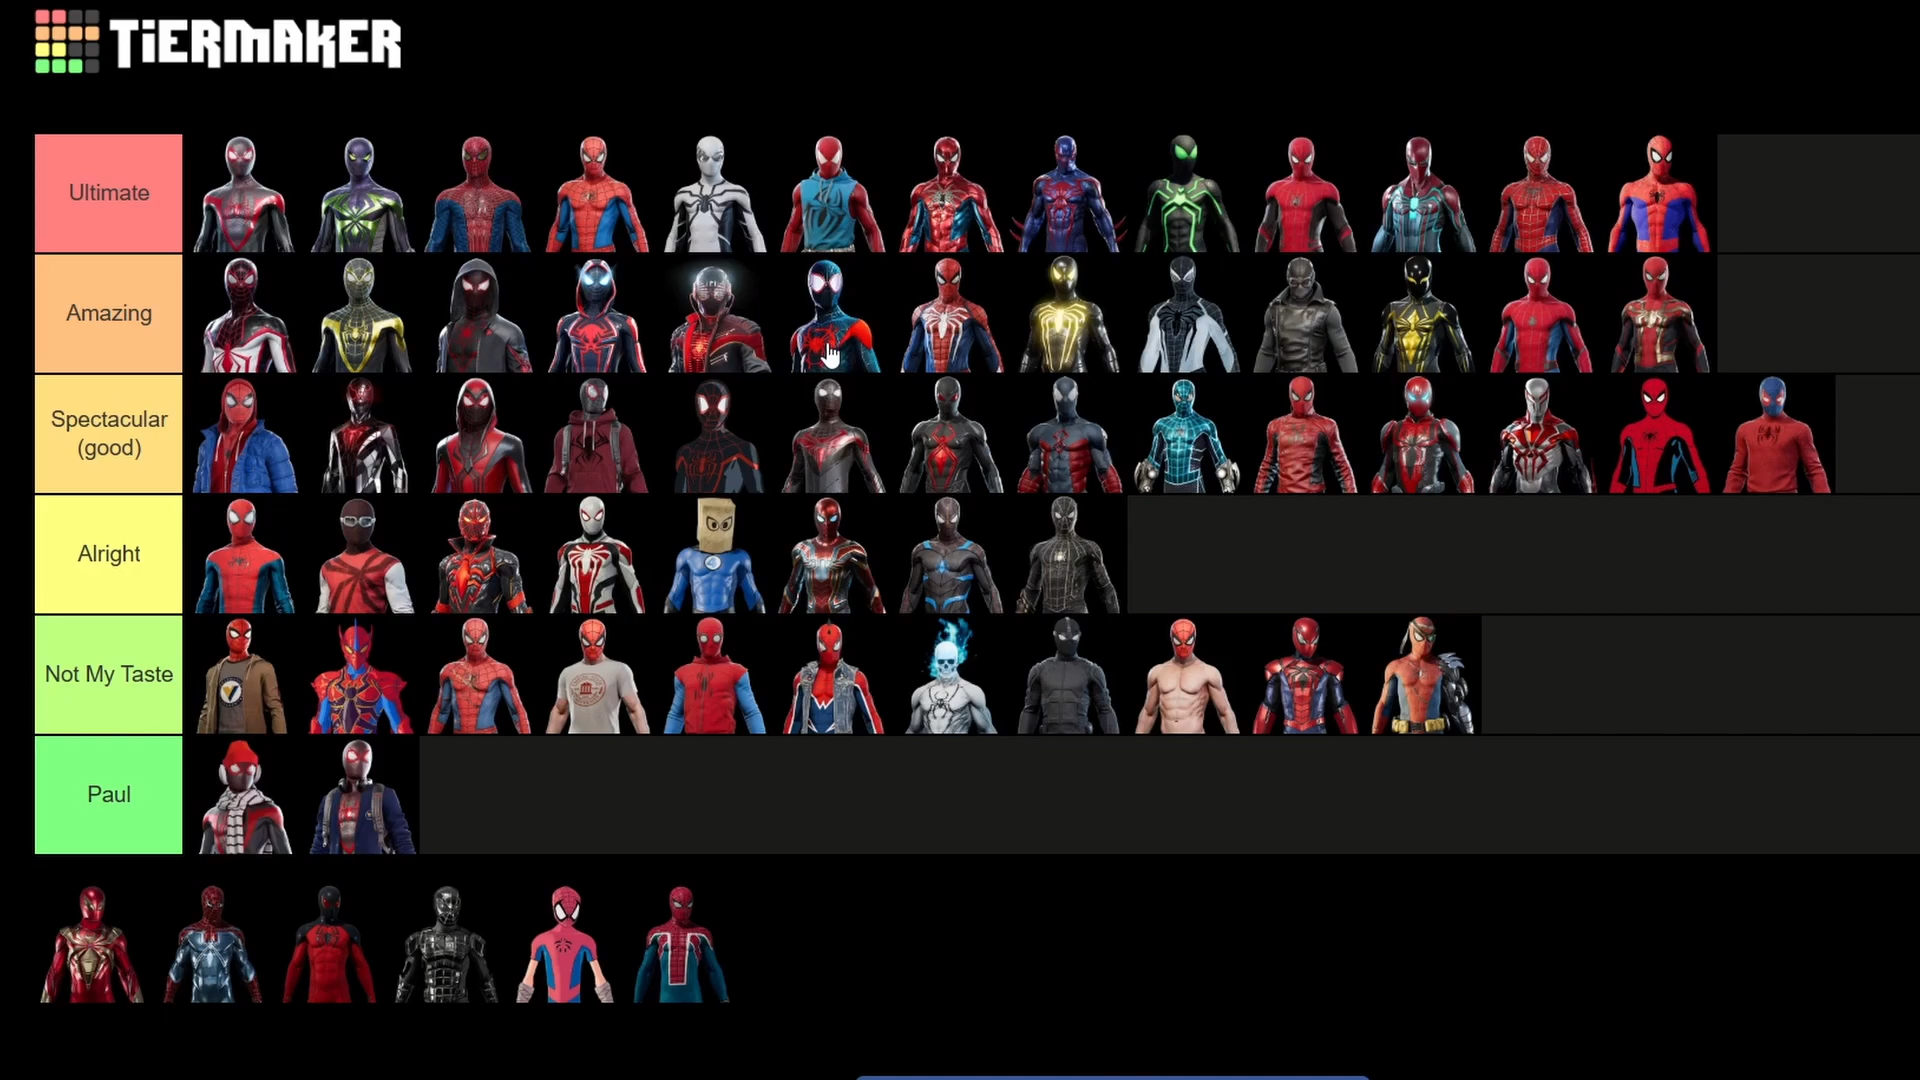 TiERMAKER
Ultimate
Amazing
Spectacular
(good)
Alright
Not My Taste
Paul